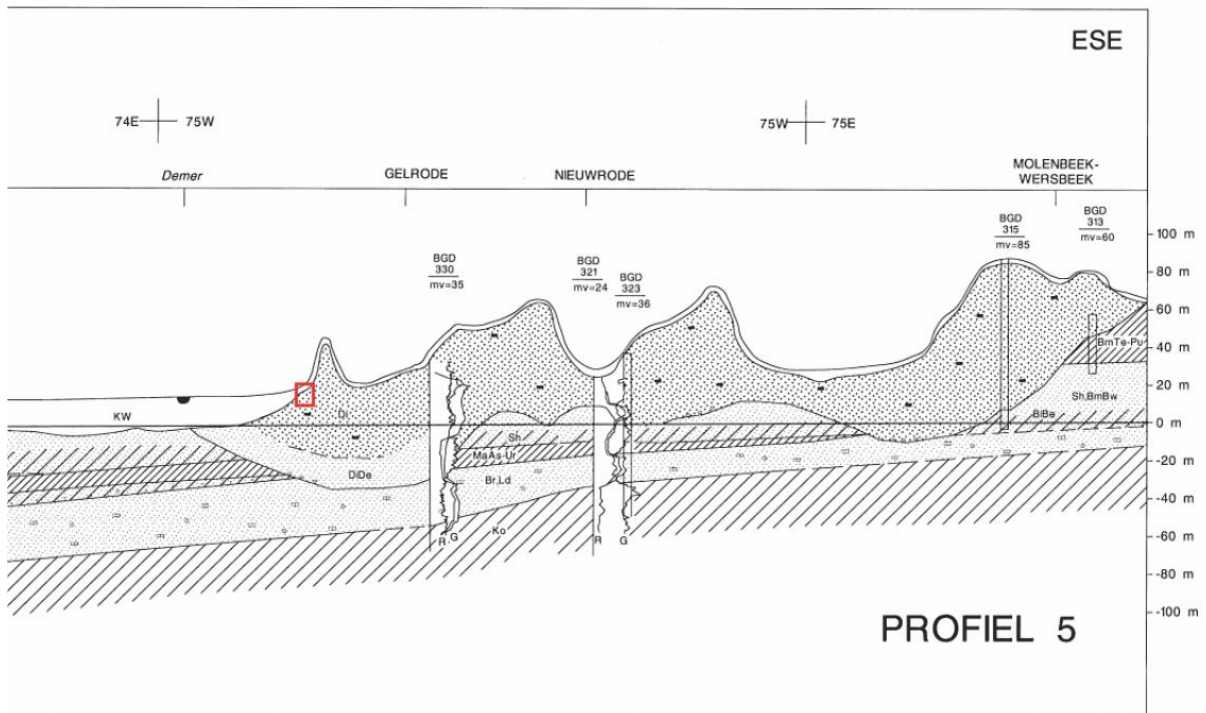 ESE
74E 75W
75W 75E
Demer
GELRODE
NIEUWRODE
MOLENBEEK-
WERSBEEK
BGD
330
mv=35
BGD
321
mv=24
BGD
323
mv=36
BGD
315
mv=85
BGD
313
mv=60
100 m
80 m
60 m
40 m
20 m
0 m
-20 m
-40 m
-60 m
-80 m
-100 m
KW
Di
DiDe
Sh
MaAs-Ur
Br,Ld
Ko
R G
R G
BmTe-Pu
Sh,BmBw
BiBe
PROFIEL 5